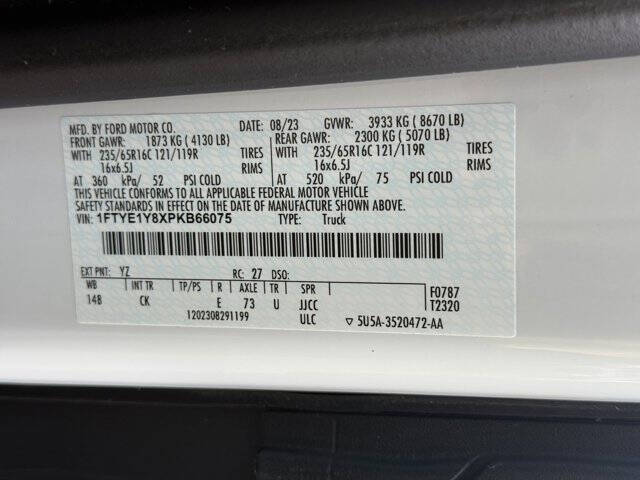 MFD. BY FORD MOTOR CO. DATE: 08/23 GVWR: 3933 KG ( 8670 LB)
FRONT GAWR: 1873 KG ( 4130 LB) REAR GAWR: 2300 KG ( 5070 LB)
WITH 235/65R16C 121/119R TIRES WITH 235/65R16C 121/119R TIRES
16x6.5J RIMS 16x6.5J RIMS
AT 360 kPa/ 52 PSI COLD AT 520 kPa/ 75 PSI COLD
THIS VEHICLE CONFORMS TO ALL APPLICABLE FEDERAL MOTOR VEHICLE
SAFETY STANDARDS IN EFFECT ON THE DATE OF MANUFACTURE SHOWN ABOVE.
VIN: 1FTYE1Y8XPKB66075 TYPE: Truck
EXT PNT: YZ RC: 27 DSO:
WB INT TR TP/PS R AXLE TR SPR F0787
148 CK E 73 U JJCC T2320
1202308291199 ULC ▽ 5U5A-3520472-AA